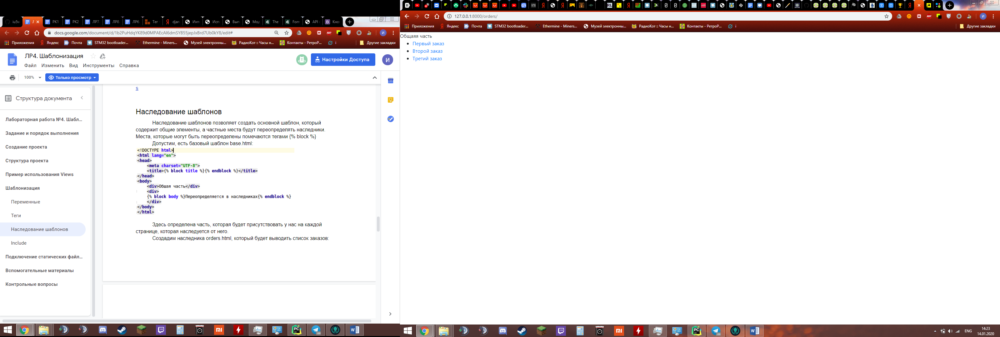 iu5w
РК1
РК2
ЛР7
ЛР8
ЛР6
Тег
djan
Инт
Исп
Вып
Мод
The
For
API
Кно
docs.google.com/document/d/1b2PuHdqYK89d0MPAEcAl6dmSYB55jepJxBrd7Ub0kY8/edit#
Приложения
Яндекс
Почта
STM32 bootloader...
Ethermine - Miners...
Музей электронны...
РадиоКот :: Часы н...
Контакты - РетроР...
i
Другие закладки
ЛР4. Шаблонизация
Файл Изменить Вид Инструменты Справка
Настройки Доступа
И
100%
Только просмотр
Структура документа
Лабораторная работа №4. Шабл...
Задание и порядок выполнения
Создание проекта
Структура проекта
Пример использования Views
Шаблонизация
Переменные
Теги
Наследование шаблонов
Include
Подключение статических файл...
Вспомогательные материалы
Контрольные вопросы
s
Наследование шаблонов
Наследование шаблонов позволяет создать основной шаблон, который
содержит общие элементы, а частные места будут переопределять наследники.
Места, которые могут быть переопределены помечаются тегами {% block %}
Допустим, есть базовый шаблон base.html:
<!DOCTYPE html>
<html lang="en">
<head>
<meta charset="UTF-8">
<title>{% block title %}{% endblock %}</title>
</head>
<body>
<div>Обшая часть</div>
<div>
{% block body %}Переопределяется в наследниках{% endblock %}
</div>
</body>
</html>
Здесь определена часть, которая будет присутствовать у нас на каждой
странице, которая наследуется от него.
Создадим наследника orders.html, который будет выводить список заказов:
127.0.0.1:8000/orders/
Приложения
Яндекс
Почта
STM32 bootloader...
Ethermine - Miners...
Музей электронны...
РадиоКот :: Часы н...
Контакты - РетроР...
i
Другие закладки
Общаяя часть
Первый заказ
Второй заказ
Третий заказ
ENG
14:23
14.01.2020